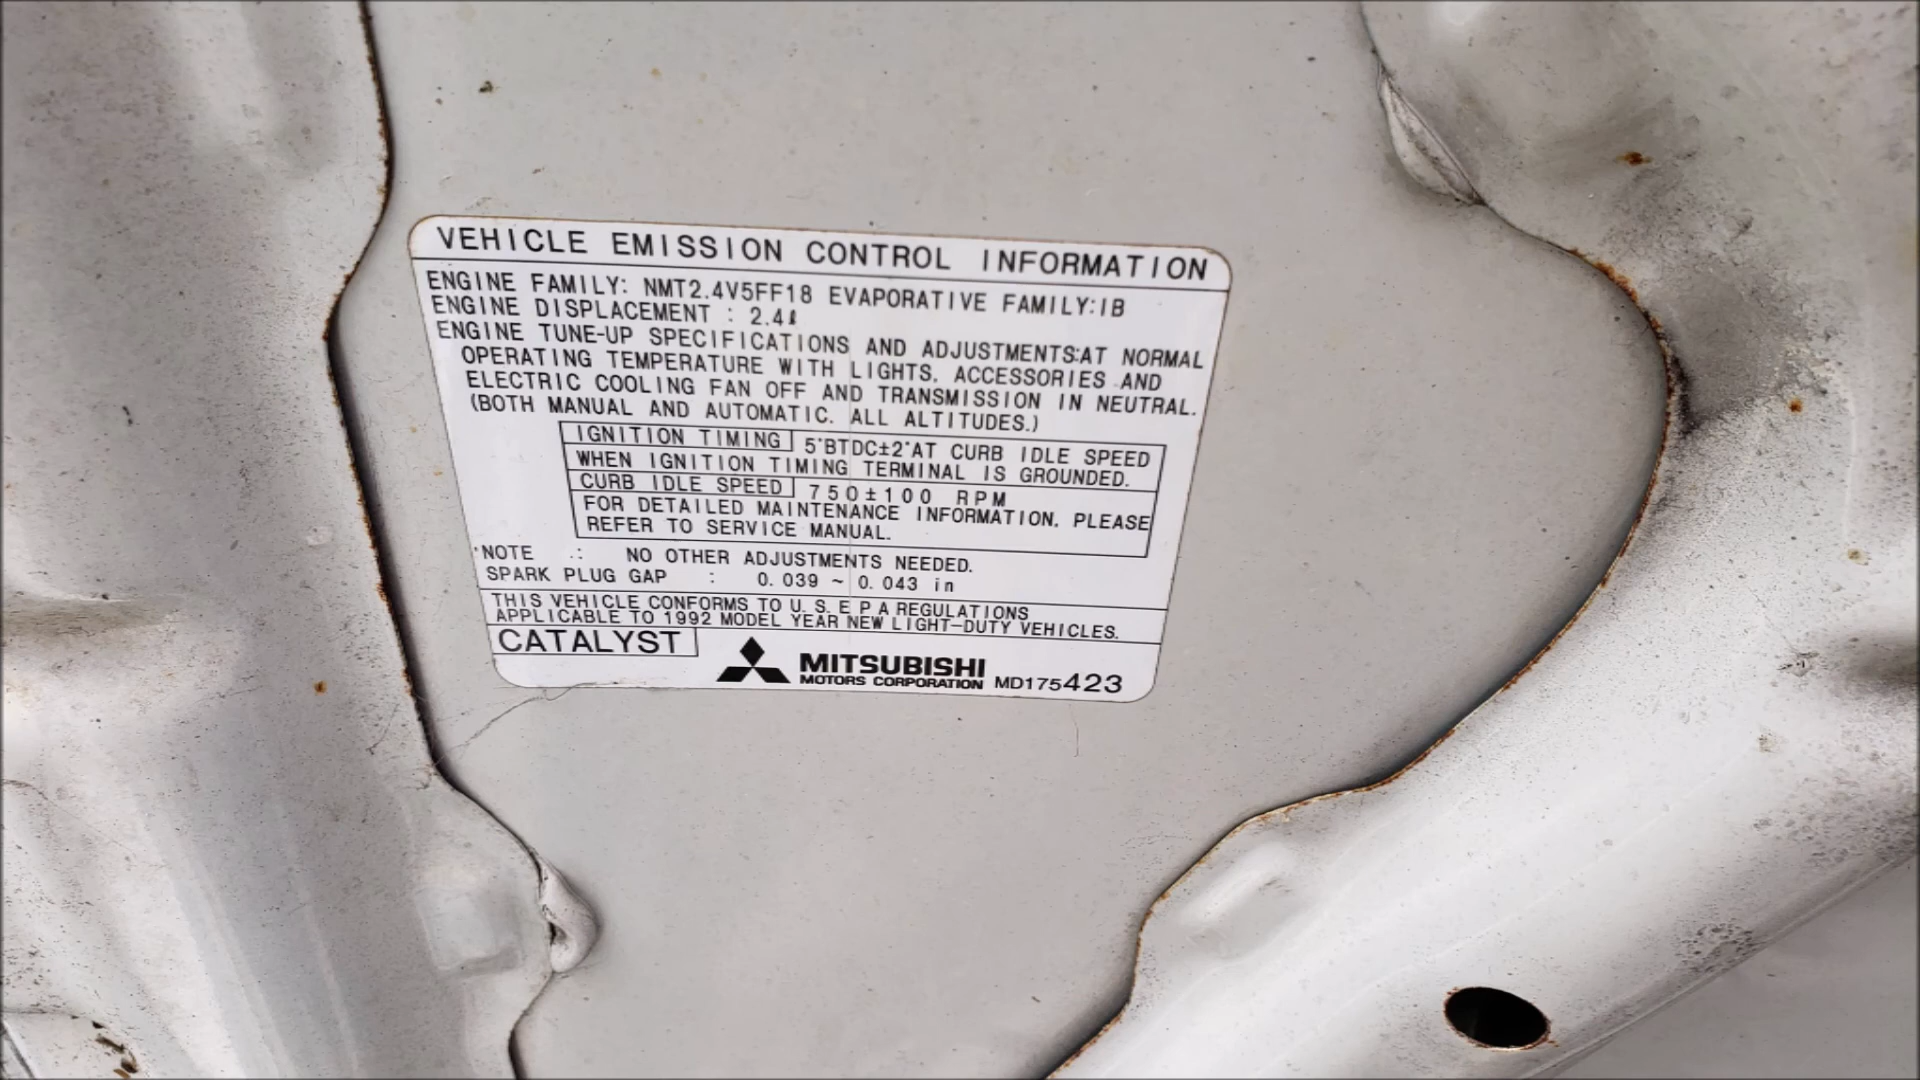 VEHICLE EMISSION CONTROL INFORMATION
ENGINE FAMILY: NMT2.4V5FF18 EVAPORATIVE FAMILY:IB
ENGINE DISPLACEMENT : 2.4ℓ
ENGINE TUNE-UP SPECIFICATIONS AND ADJUSTMENTS:AT NORMAL
OPERATING TEMPERATURE WITH LIGHTS, ACCESSORIES AND
ELECTRIC COOLING FAN OFF AND TRANSMISSION IN NEUTRAL.
(BOTH MANUAL AND AUTOMATIC. ALL ALTITUDES.)
IGNITION TIMING 5°BTDC±2°AT CURB IDLE SPEED
WHEN IGNITION TIMING TERMINAL IS GROUNDED.
CURB IDLE SPEED 750±100 RPM
FOR DETAILED MAINTENANCE INFORMATION, PLEASE
REFER TO SERVICE MANUAL.
NOTE : NO OTHER ADJUSTMENTS NEEDED.
SPARK PLUG GAP : 0.039 ~ 0.043 in
THIS VEHICLE CONFORMS TO U.S.E P A REGULATIONS
APPLICABLE TO 1992 MODEL YEAR NEW LIGHT-DUTY VEHICLES.
CATALYST
MITSUBISHI
MOTORS CORPORATION MD175423